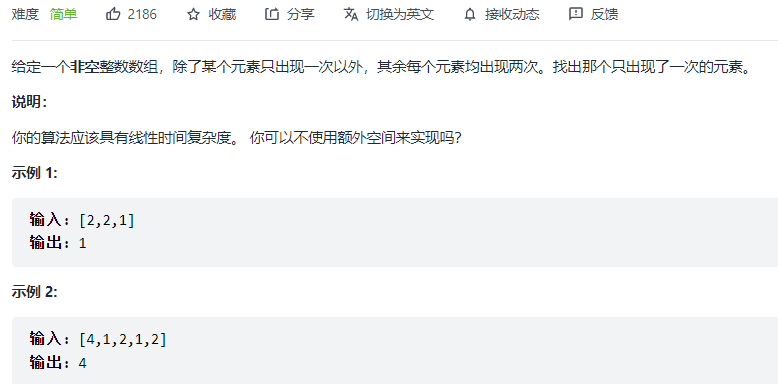 难度 简单 2186 收藏 分享 切换为英文 接收动态 反馈
给定一个非空整数数组，除了某个元素只出现一次以外，其余每个元素均出现两次。找出那个只出现了一次的元素。
说明：
你的算法应该具有线性时间复杂度。 你可以不使用额外空间来实现吗？
示例 1:
输入: [2,2,1]
输出: 1
示例 2:
输入: [4,1,2,1,2]
输出: 4